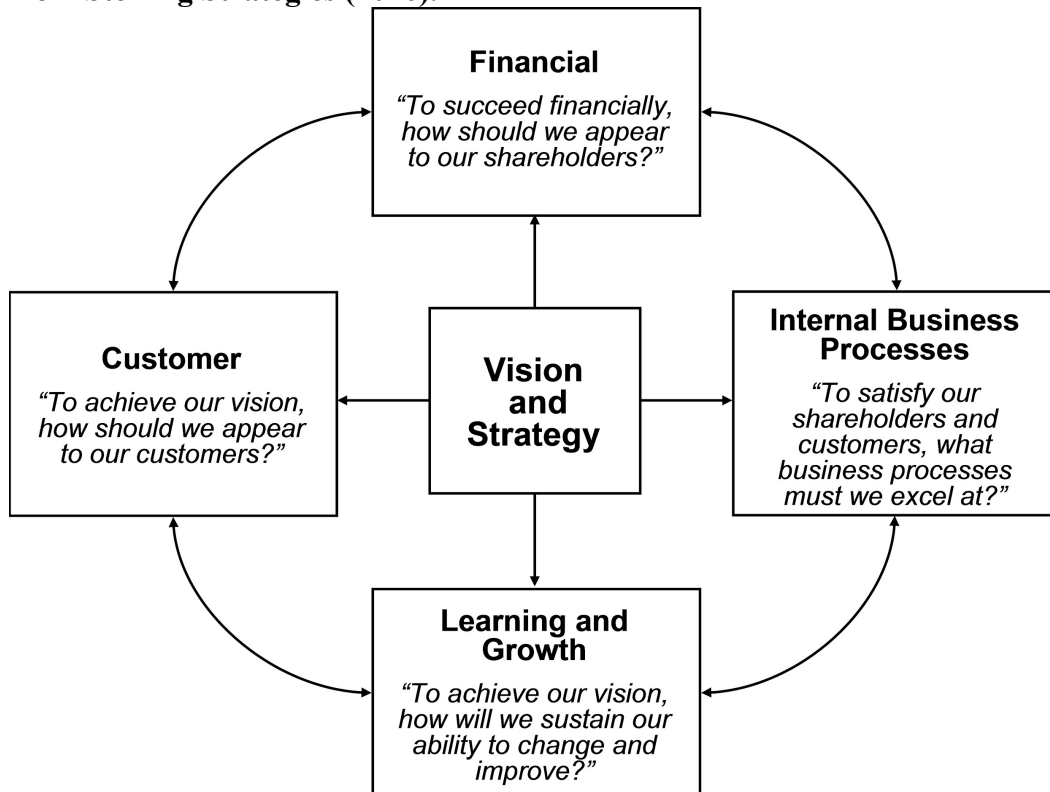 Financial
“To succeed financially,
how should we appear
to our shareholders?”
Customer
“To achieve our vision,
how should we appear
to our customers?”
Vision
and
Strategy
Internal Business
Processes
“To satisfy our
shareholders and
customers, what
business processes
must we excel at?”
Learning and
Growth
“To achieve our vision,
how will we sustain our
ability to change and
improve?”